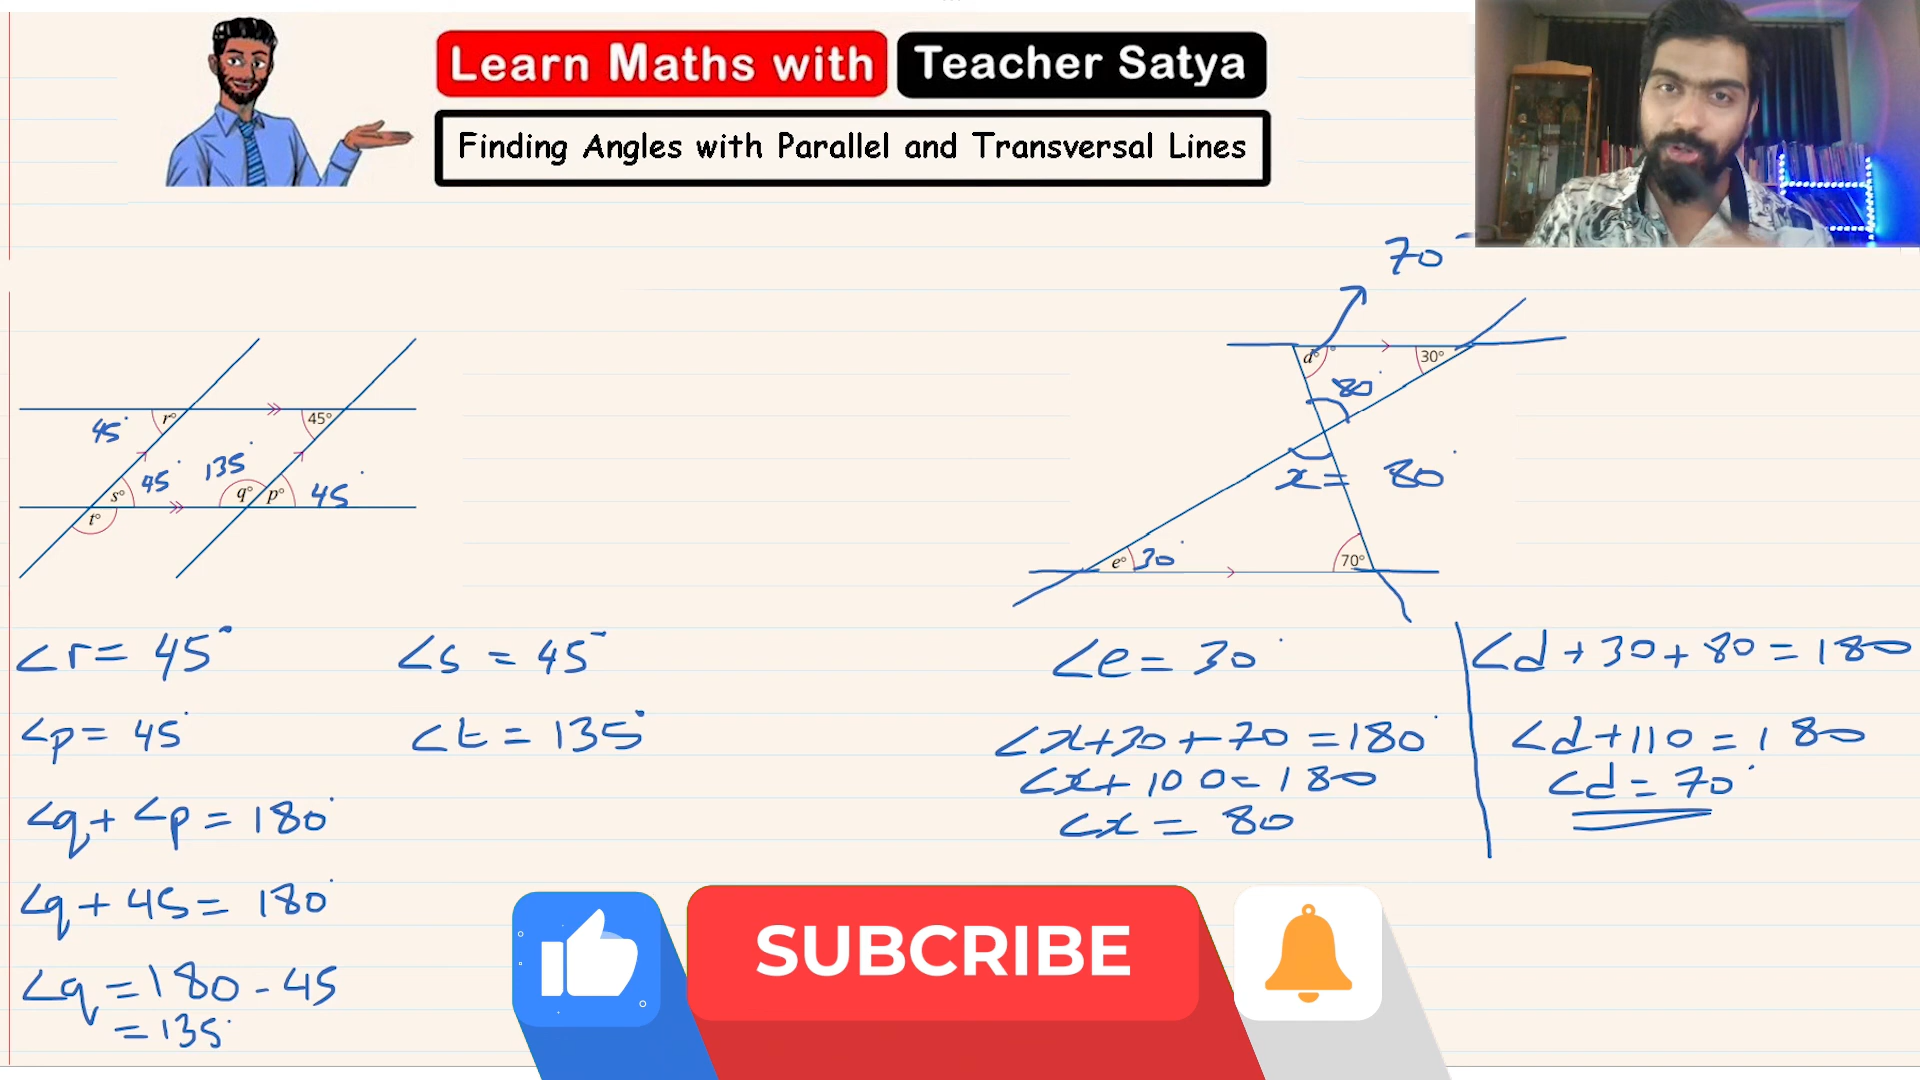 Learn Maths with Teacher Satya
Finding Angles with Parallel and Transversal Lines
70°
r°
45°
45°
135°
s°
45°
q°
p°
45°
t°
d°
30°
80°
x = 80°
e°
30°
70°
∠r = 45°
∠s = 45°
∠p = 45°
∠t = 135°
∠q + ∠p = 180°
∠q + 45 = 180°
∠q = 180 - 45
= 135°
∠e = 30°
∠x + 30 + 70 = 180°
∠x + 100 = 180
∠x = 80
∠d + 30 + 80 = 180
∠d + 110 = 180
∠d = 70°
SUBCRIBE